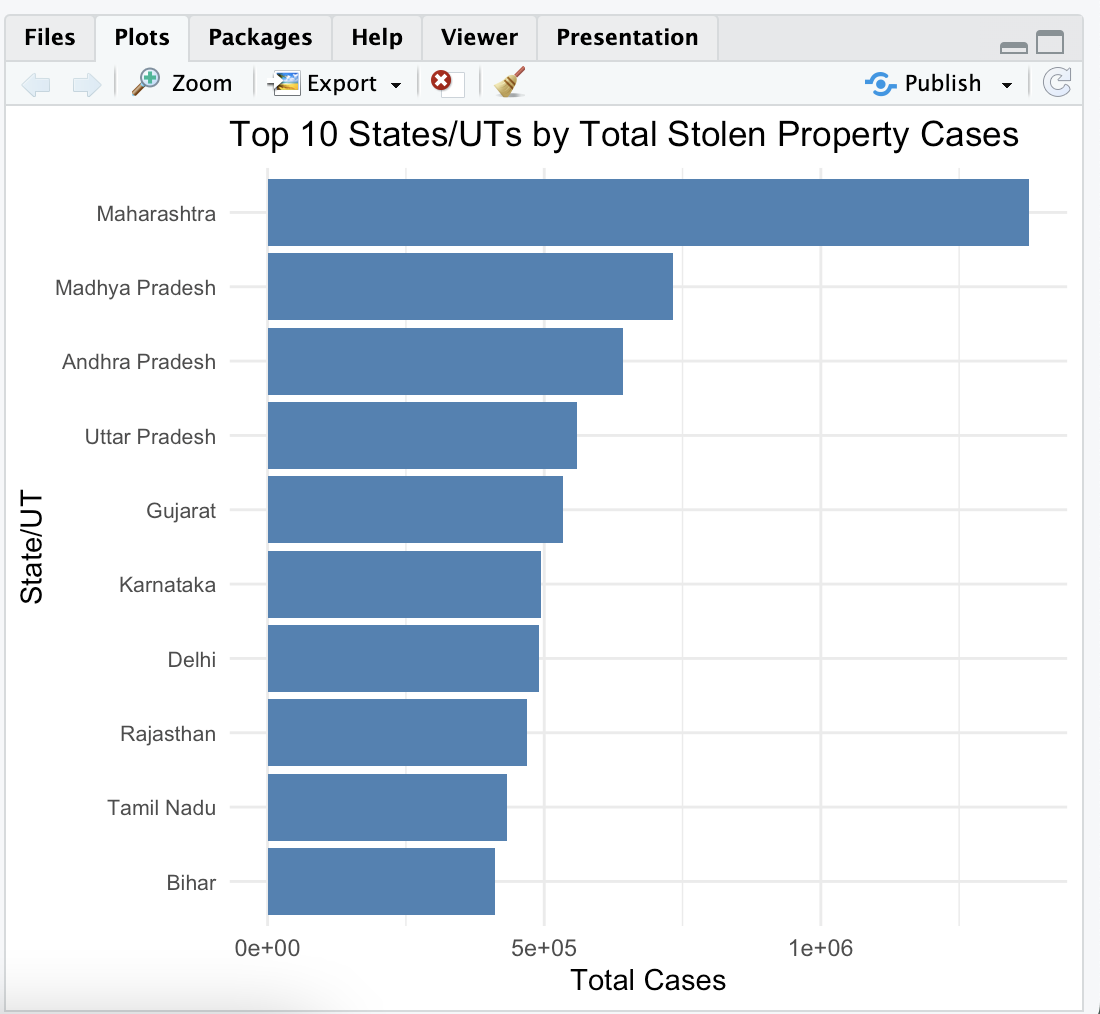 Files Plots Packages Help Viewer Presentation
Zoom Export Publish
Top 10 States/UTs by Total Stolen Property Cases
Maharashtra
Madhya Pradesh
Andhra Pradesh
Uttar Pradesh
Gujarat
Karnataka
Delhi
Rajasthan
Tamil Nadu
Bihar
State/UT
0e+00 5e+05 1e+06
Total Cases